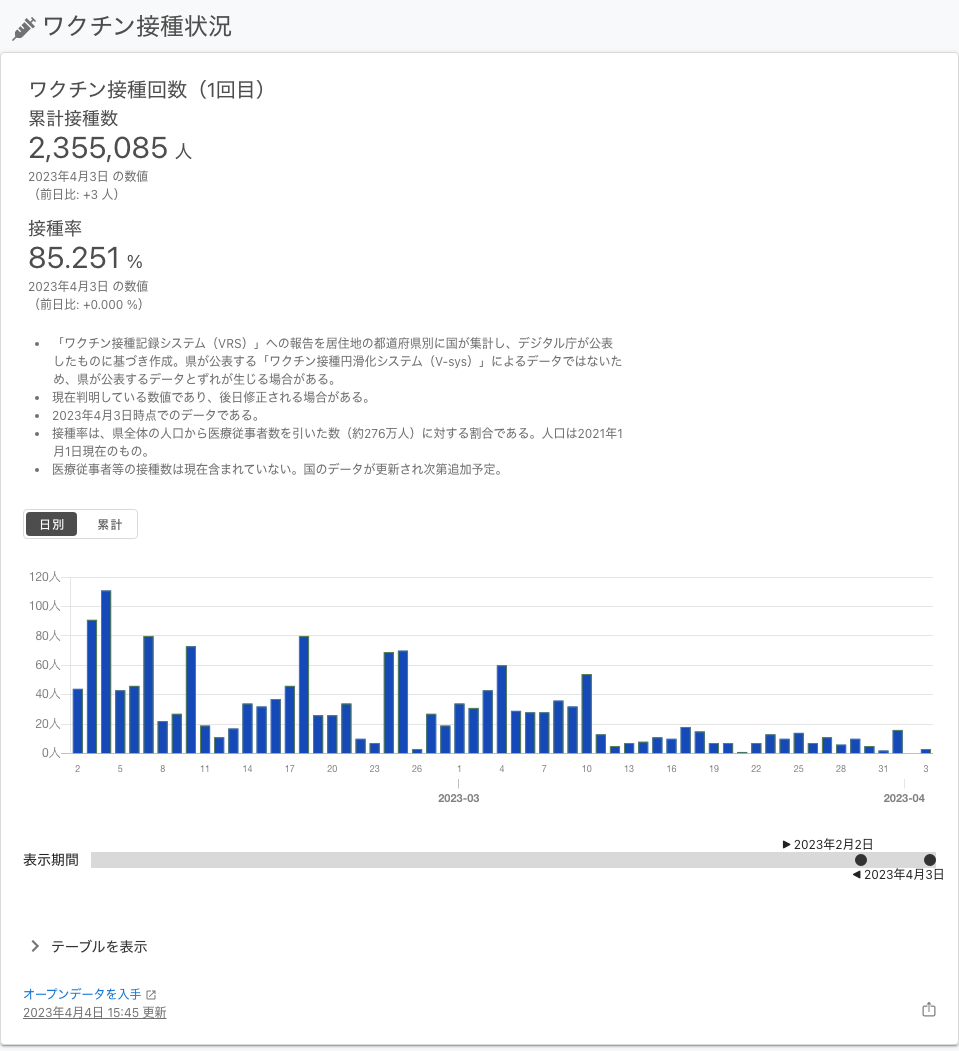 ワクチン接種状況
ワクチン接種回数（1回目）
累計接種数
2,355,085 人
2023年4月3日 の数値
（前日比: +3 人）
接種率
85.251 %
2023年4月3日 の数値
（前日比: +0.000 %）
• 「ワクチン接種記録システム（VRS）」への報告を居住地の都道府県別に国が集計し、デジタル庁が公表
したものに基づき作成。県が公表する「ワクチン接種円滑化システム（V-sys）」によるデータではないた
め、県が公表するデータとずれが生じる場合がある。
• 現在判明している数値であり、後日修正される場合がある。
• 2023年4月3日時点でのデータである。
• 接種率は、県全体の人口から医療従事者数を引いた数（約276万人）に対する割合である。人口は2021年1
月1日現在のもの。
• 医療従事者等の接種数は現在含まれていない。国のデータが更新され次第追加予定。
日別 累計
120人
100人
80人
60人
40人
20人
0人
2 5 8 11 14 17 20 23 26 1 4 7 10 13 16 19 22 25 28 31 3
2023-03 2023-04
▶ 2023年2月2日
表示期間
◀ 2023年4月3日
テーブルを表示
オープンデータを入手
2023年4月4日 15:45 更新